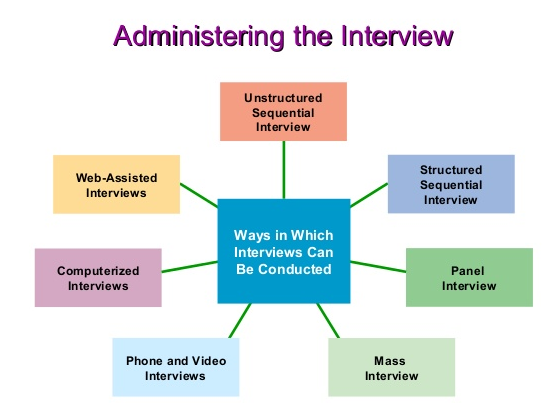 Administering the Interview
Unstructured
Sequential
Interview
Web-Assisted
Interviews
Structured
Sequential
Interview
Ways in Which
Interviews Can
Be Conducted
Computerized
Interviews
Panel
Interview
Phone and Video
Interviews
Mass
Interview